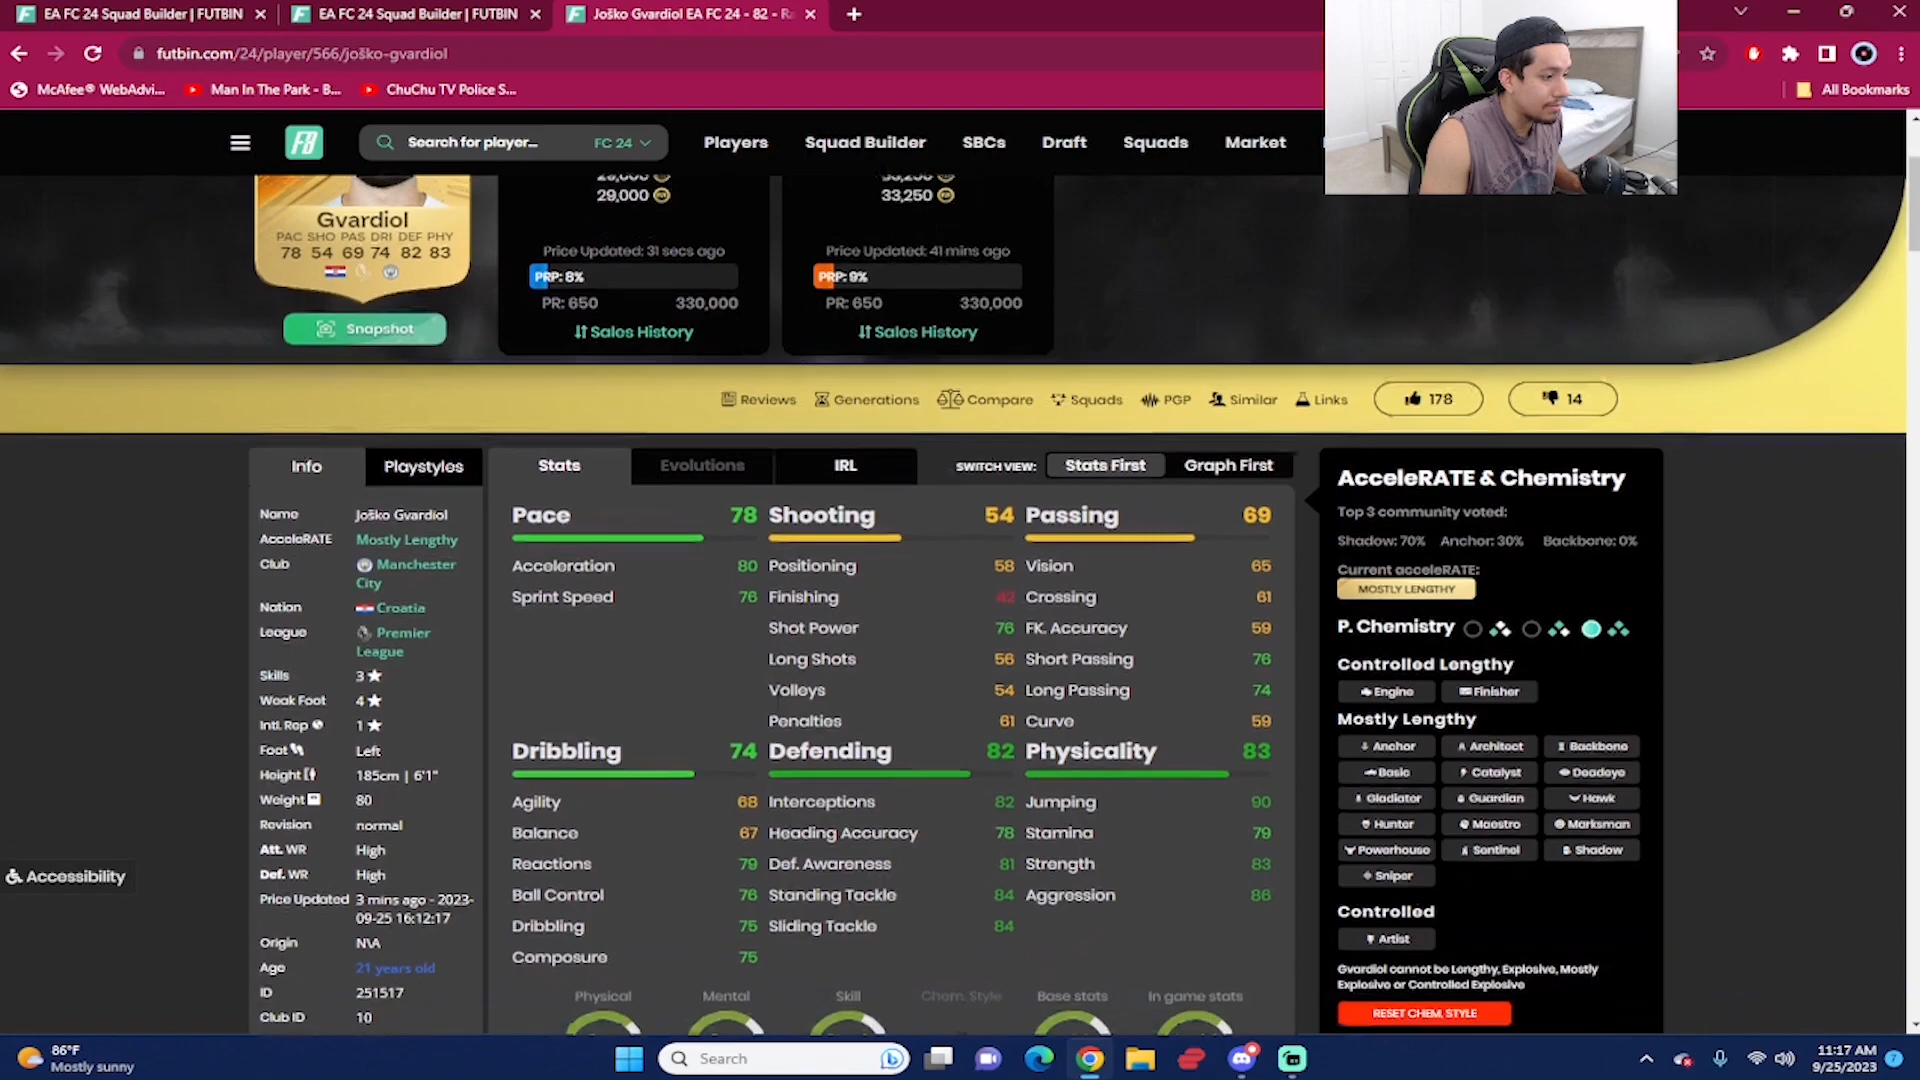 EA FC 24 Squad Builder | FUTBIN
EA FC 24 Squad Builder | FUTBIN
Joško Gvardiol EA FC 24 - 82 - Ra
futbin.com/24/player/566/joško-gvardiol
McAfee® WebAdvi...
Man In The Park - B...
ChuChu TV Police S...
All Bookmarks
Search for player...
FC 24
Players
Squad Builder
SBCs
Draft
Squads
Market
Gvardiol
PAC SHO PAS DRI DEF PHY
78 54 69 74 82 83
Snapshot
29,000
Price Updated: 31 secs ago
PRP: 8%
PR: 650 330,000
Sales History
33,250
Price Updated: 41 mins ago
PRP: 9%
PR: 650 330,000
Sales History
Reviews
Generations
Compare
Squads
PGP
Similar
Links
178
14
Info
Playstyles
Name Joško Gvardiol
AcceleRATE Mostly Lengthy
Club Manchester
City
Nation Croatia
League Premier
League
Skills 3
Weak Foot 4
Intl. Rep 1
Foot Left
Height 185cm | 6'1"
Weight 80
Revision normal
Att. WR High
Def. WR High
Price Updated 3 mins ago - 2023-
09-25 16:12:17
Origin N\A
Age 21 years old
ID 251517
Club ID 10
Stats
Evolutions
IRL
SWITCH VIEW:
Stats First
Graph First
Pace 78
Acceleration 80
Sprint Speed 76
Shooting 54
Positioning 58
Finishing 42
Shot Power 76
Long Shots 56
Volleys 54
Penalties 61
Passing 69
Vision 65
Crossing 61
FK. Accuracy 59
Short Passing 76
Long Passing 74
Curve 59
Dribbling 74
Agility 68
Balance 67
Reactions 79
Ball Control 76
Dribbling 75
Composure 75
Defending 82
Interceptions 82
Heading Accuracy 78
Def. Awareness 81
Standing Tackle 84
Sliding Tackle 84
Physicality 83
Jumping 90
Stamina 79
Strength 83
Aggression 86
Physical
Mental
Skill
Chem. Style
Base stats
In game stats
AcceleRATE & Chemistry
Top 3 community voted:
Shadow: 70% Anchor: 30% Backbone: 0%
Current acceleRATE:
MOSTLY LENGTHY
P. Chemistry
Controlled Lengthy
Engine
Finisher
Mostly Lengthy
Anchor
Architect
Backbone
Basic
Catalyst
Deadeye
Gladiator
Guardian
Hawk
Hunter
Maestro
Marksman
Powerhouse
Sentinel
Shadow
Sniper
Controlled
Artist
Gvardiol cannot be Lengthy, Explosive, Mostly
Explosive or Controlled Explosive
RESET CHEM. STYLE
Accessibility
86°F
Mostly sunny
Search
11:17 AM
9/25/2023
7